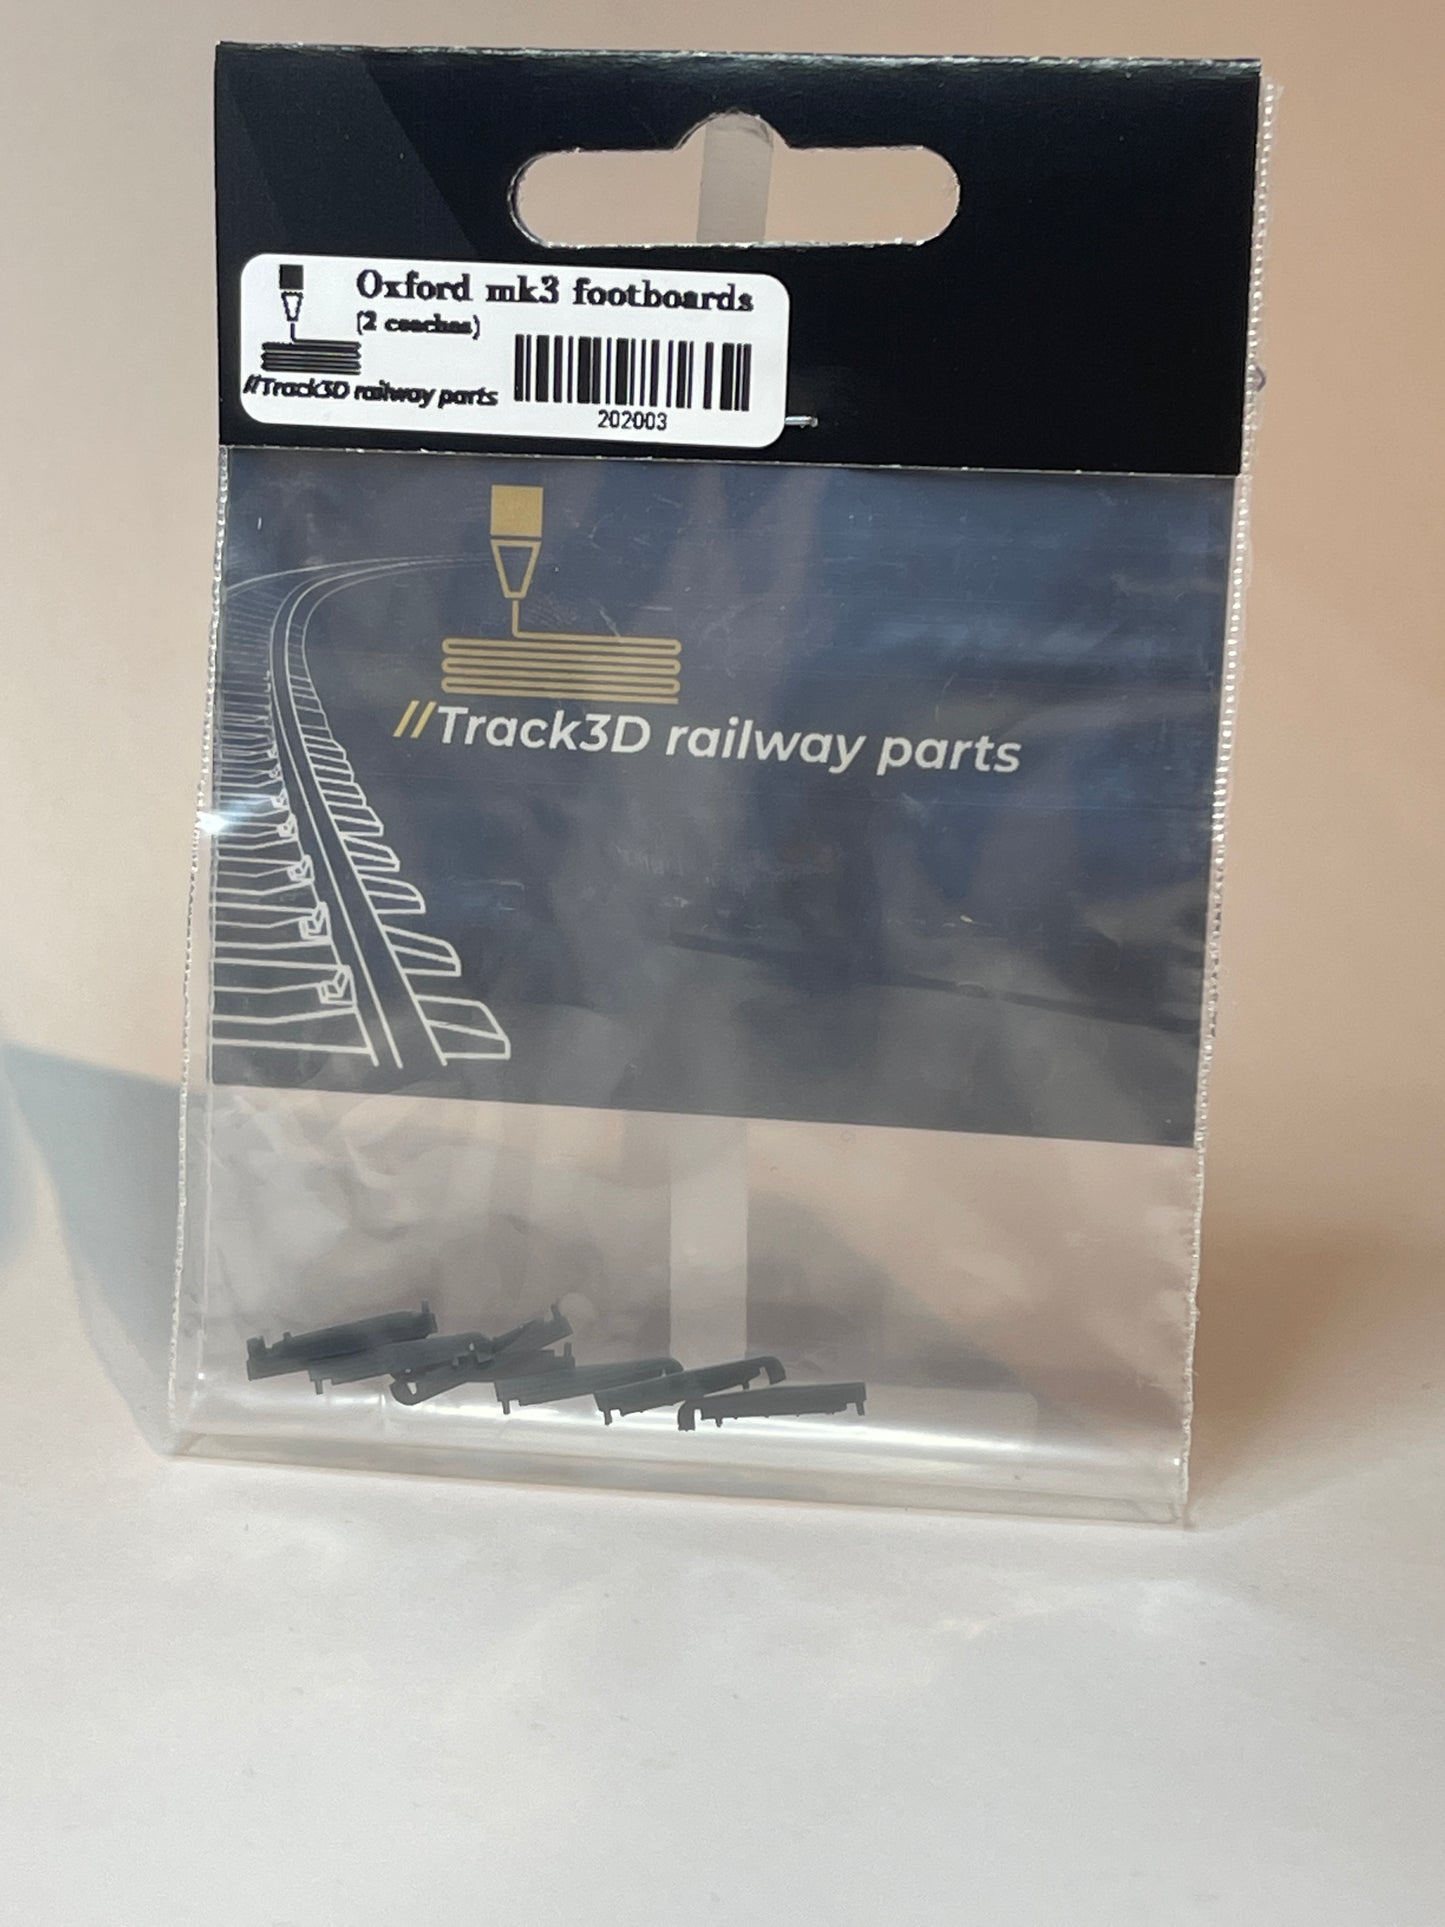 Oxford mk3 footboards
(2 coaches)
//Track3D railway parts
202003
//Track3D railway parts